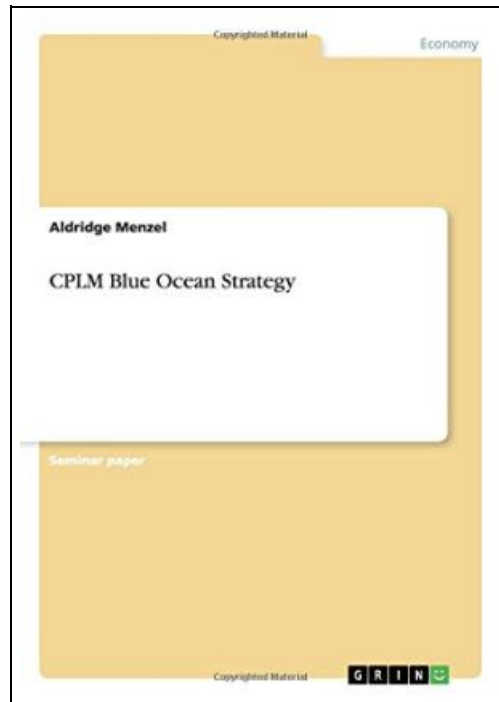 Copyrighted Material
Economy
Aldridge Menzel
CPLM Blue Ocean Strategy
Seminar paper
Copyrighted Material
GRIN